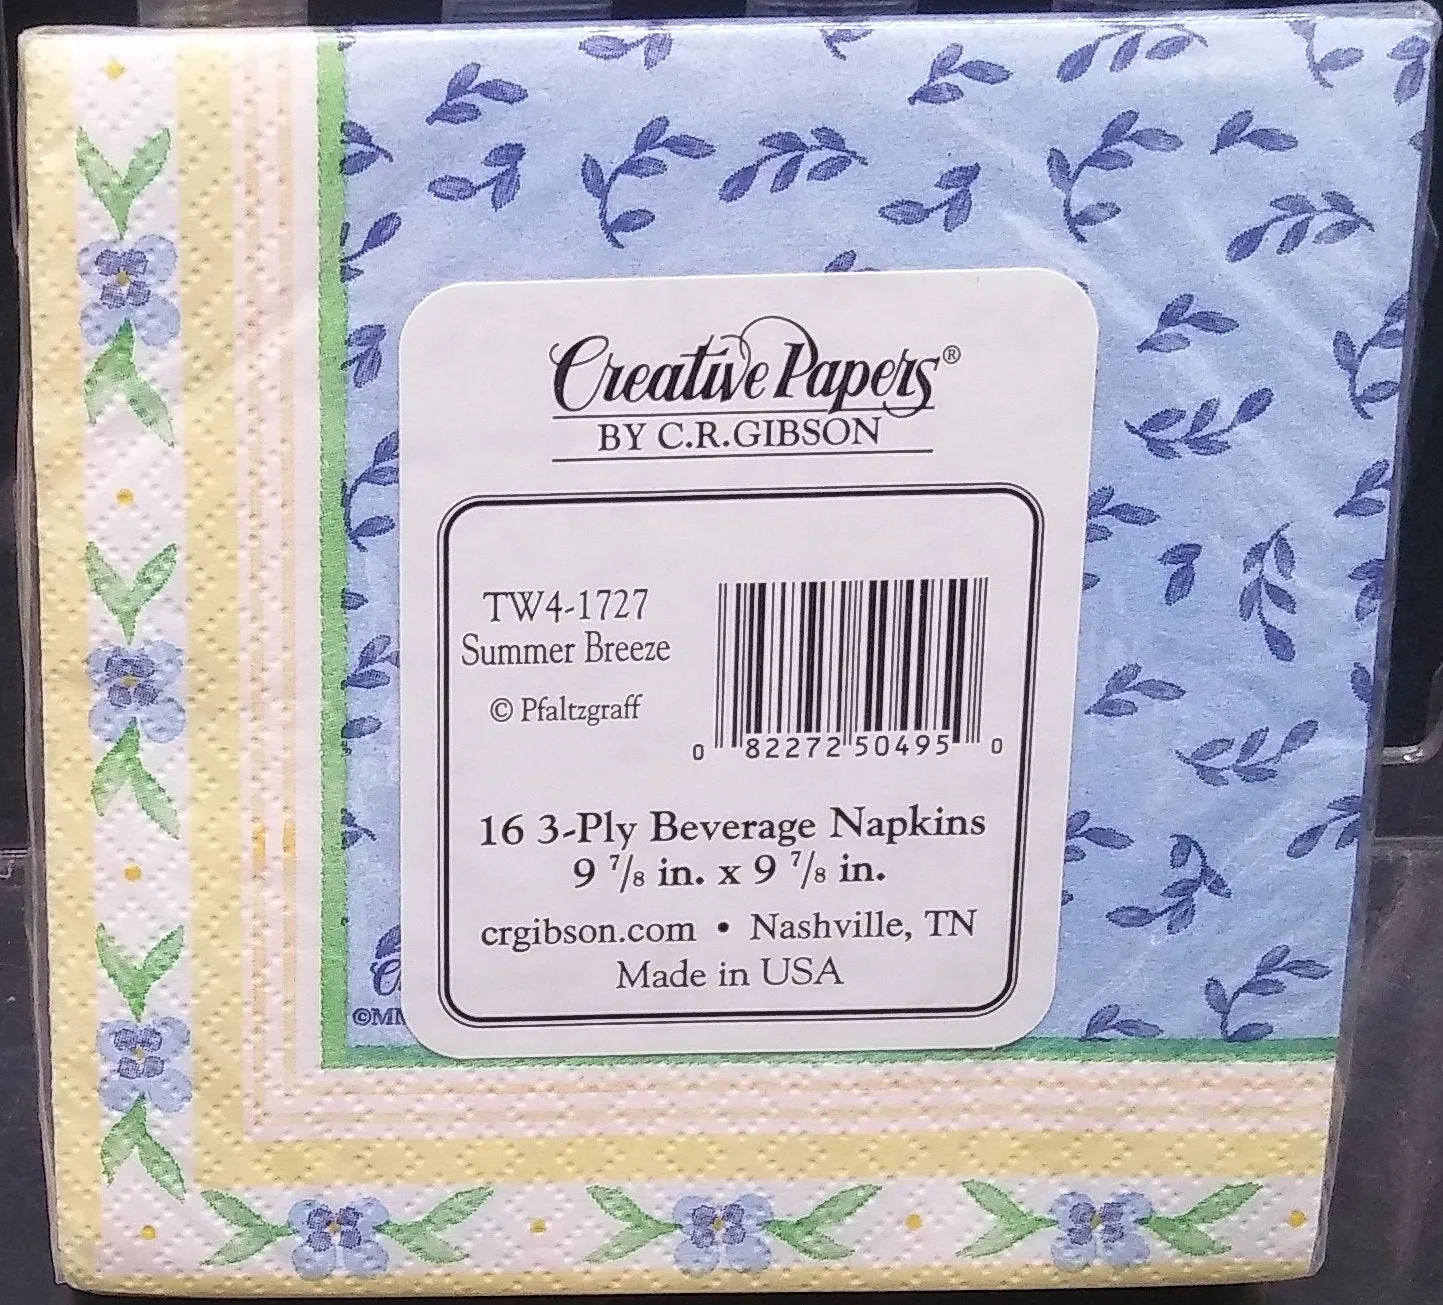 Creative Papers®
BY C.R.GIBSON
TW4-1727
Summer Breeze
© Pfaltzgraff
0 82272 50495 0
16 3-Ply Beverage Napkins
9 7/8 in. x 9 7/8 in.
crgibson.com • Nashville, TN
Made in USA